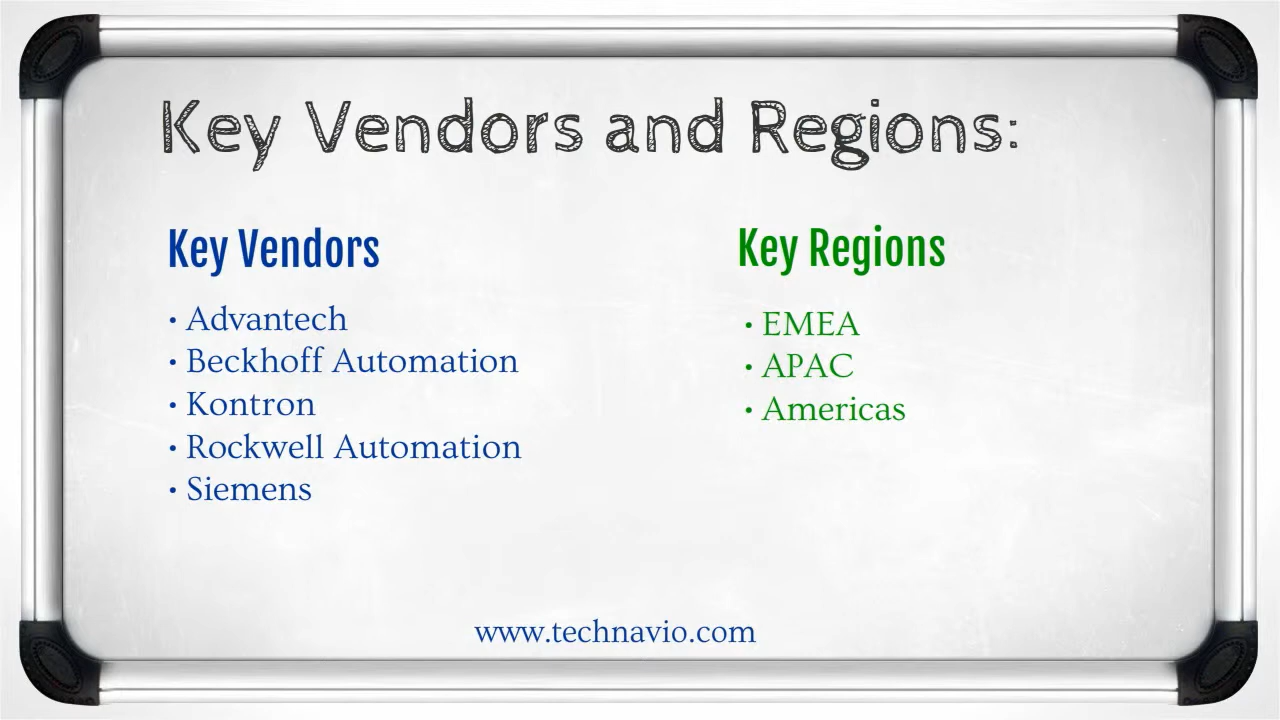 Key Vendors and Regions:
Key Vendors
• Advantech
• Beckhoff Automation
• Kontron
• Rockwell Automation
• Siemens
Key Regions
• EMEA
• APAC
• Americas
www.technavio.com